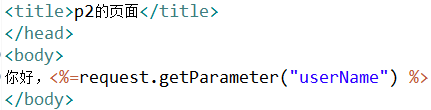 <title>p2的页面</title>
</head>
<body>
你好，<%=request.getParameter("userName") %>
</body>